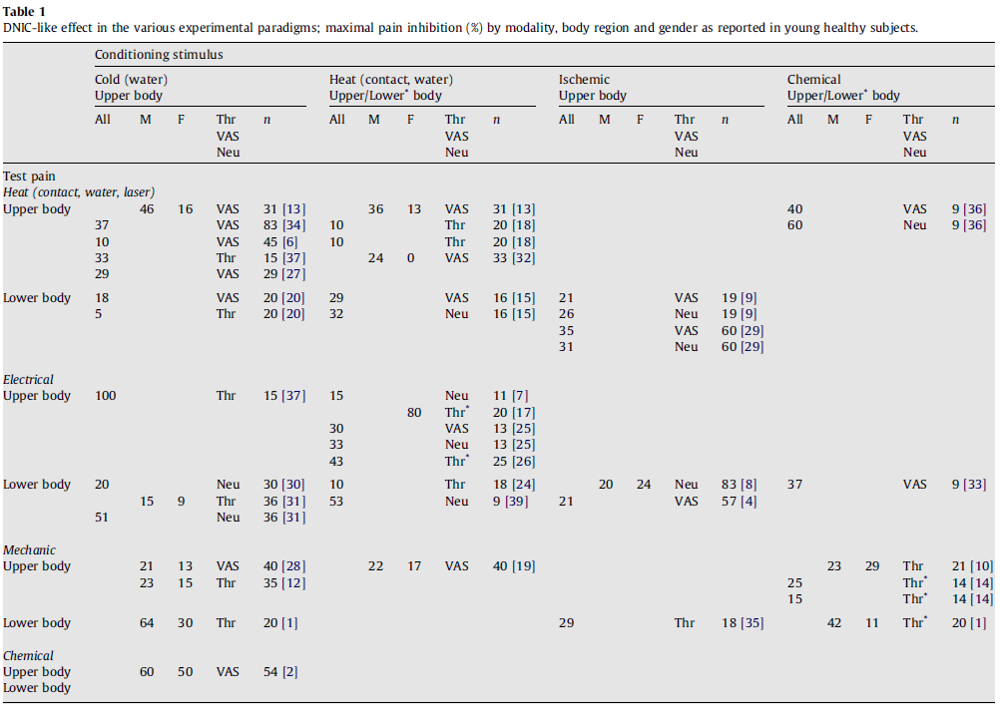 Table 1
DNIC-like effect in the various experimental paradigms; maximal pain inhibition (%) by modality, body region and gender as reported in young healthy subjects.
Conditioning stimulus
Cold (water) Heat (contact, water) Ischemic Chemical
Upper body Upper/Lower* body Upper body Upper/Lower* body
All M F Thr n All M F Thr n All M F Thr n All M F Thr n
VAS VAS VAS VAS
Neu Neu Neu Neu
Test pain
Heat (contact, water, laser)
Upper body 46 16 VAS 31 [13] 36 13 VAS 31 [13] 40 VAS 9 [36]
37 VAS 83 [34] 10 Thr 20 [18] 60 Neu 9 [36]
10 VAS 45 [6] 10 Thr 20 [18]
33 Thr 15 [37] 24 0 VAS 33 [32]
29 VAS 29 [27]
Lower body 18 VAS 20 [20] 29 VAS 16 [15] 21 VAS 19 [9]
5 Thr 20 [20] 32 Neu 16 [15] 26 Neu 19 [9]
35 VAS 60 [29]
31 Neu 60 [29]
Electrical
Upper body 100 Thr 15 [37] 15 Neu 11 [7]
80 Thr* 20 [17]
30 VAS 13 [25]
33 Neu 13 [25]
43 Thr* 25 [26]
Lower body 20 Neu 30 [30] 10 Thr 18 [24] 20 24 Neu 83 [8] 37 VAS 9 [33]
15 9 Thr 36 [31] 53 Neu 9 [39] 21 VAS 57 [4]
51 Neu 36 [31]
Mechanic
Upper body 21 13 VAS 40 [28] 22 17 VAS 40 [19] 23 29 Thr 21 [10]
23 15 Thr 35 [12] 25 Thr* 14 [14]
15 Thr* 14 [14]
Lower body 64 30 Thr 20 [1] 29 Thr 18 [35] 42 11 Thr* 20 [1]
Chemical
Upper body 60 50 VAS 54 [2]
Lower body